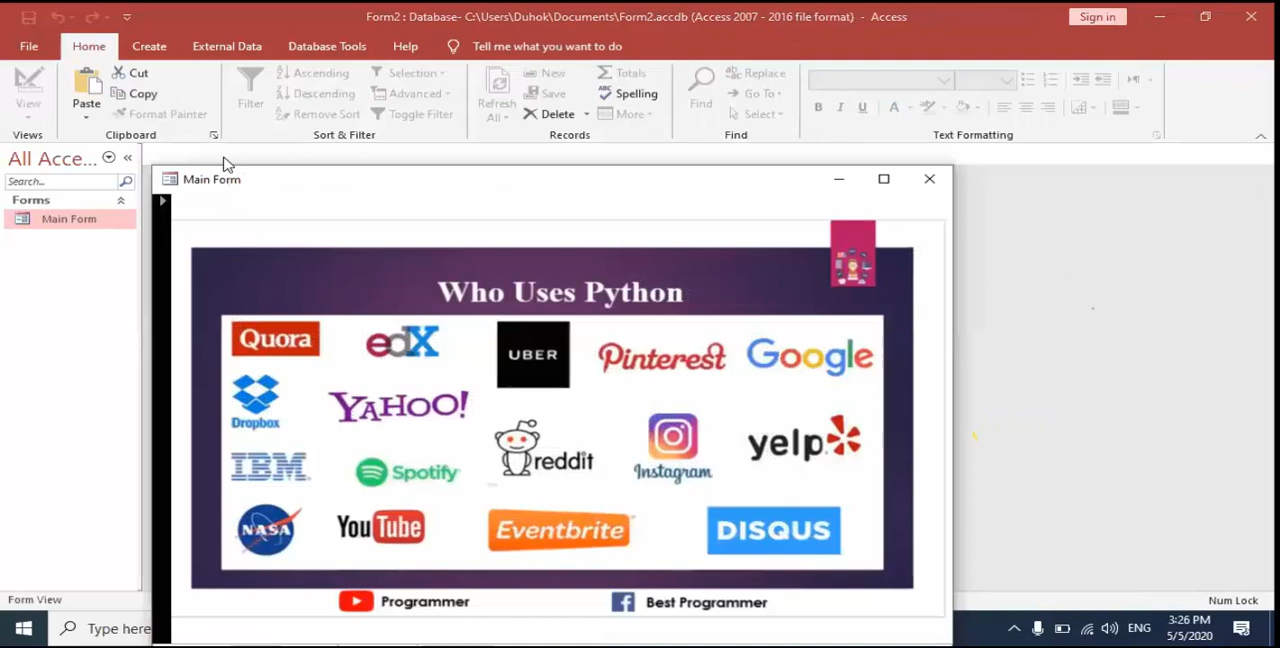 Form2 : Database- C:\Users\Duhok\Documents\Form2.accdb (Access 2007 - 2016 file format) - Access
Sign in
File Home Create External Data Database Tools Help Tell me what you want to do
View
Views
Paste
Cut
Copy
Format Painter
Clipboard
Filter
Ascending
Descending
Remove Sort
Selection
Advanced
Toggle Filter
Sort & Filter
Refresh
All
New
Save
Delete
Totals
Spelling
More
Records
Find
Replace
Go To
Select
Find
B I U A
Text Formatting
All Acce...
Search...
Forms
Main Form
Main Form
Who Uses Python
Quora edX UBER Pinterest Google
Dropbox YAHOO! reddit Instagram yelp
IBM Spotify
NASA YouTube Eventbrite DISQUS
Programmer Best Programmer
Form View
Num Lock
Type here
ENG
3:26 PM
5/5/2020